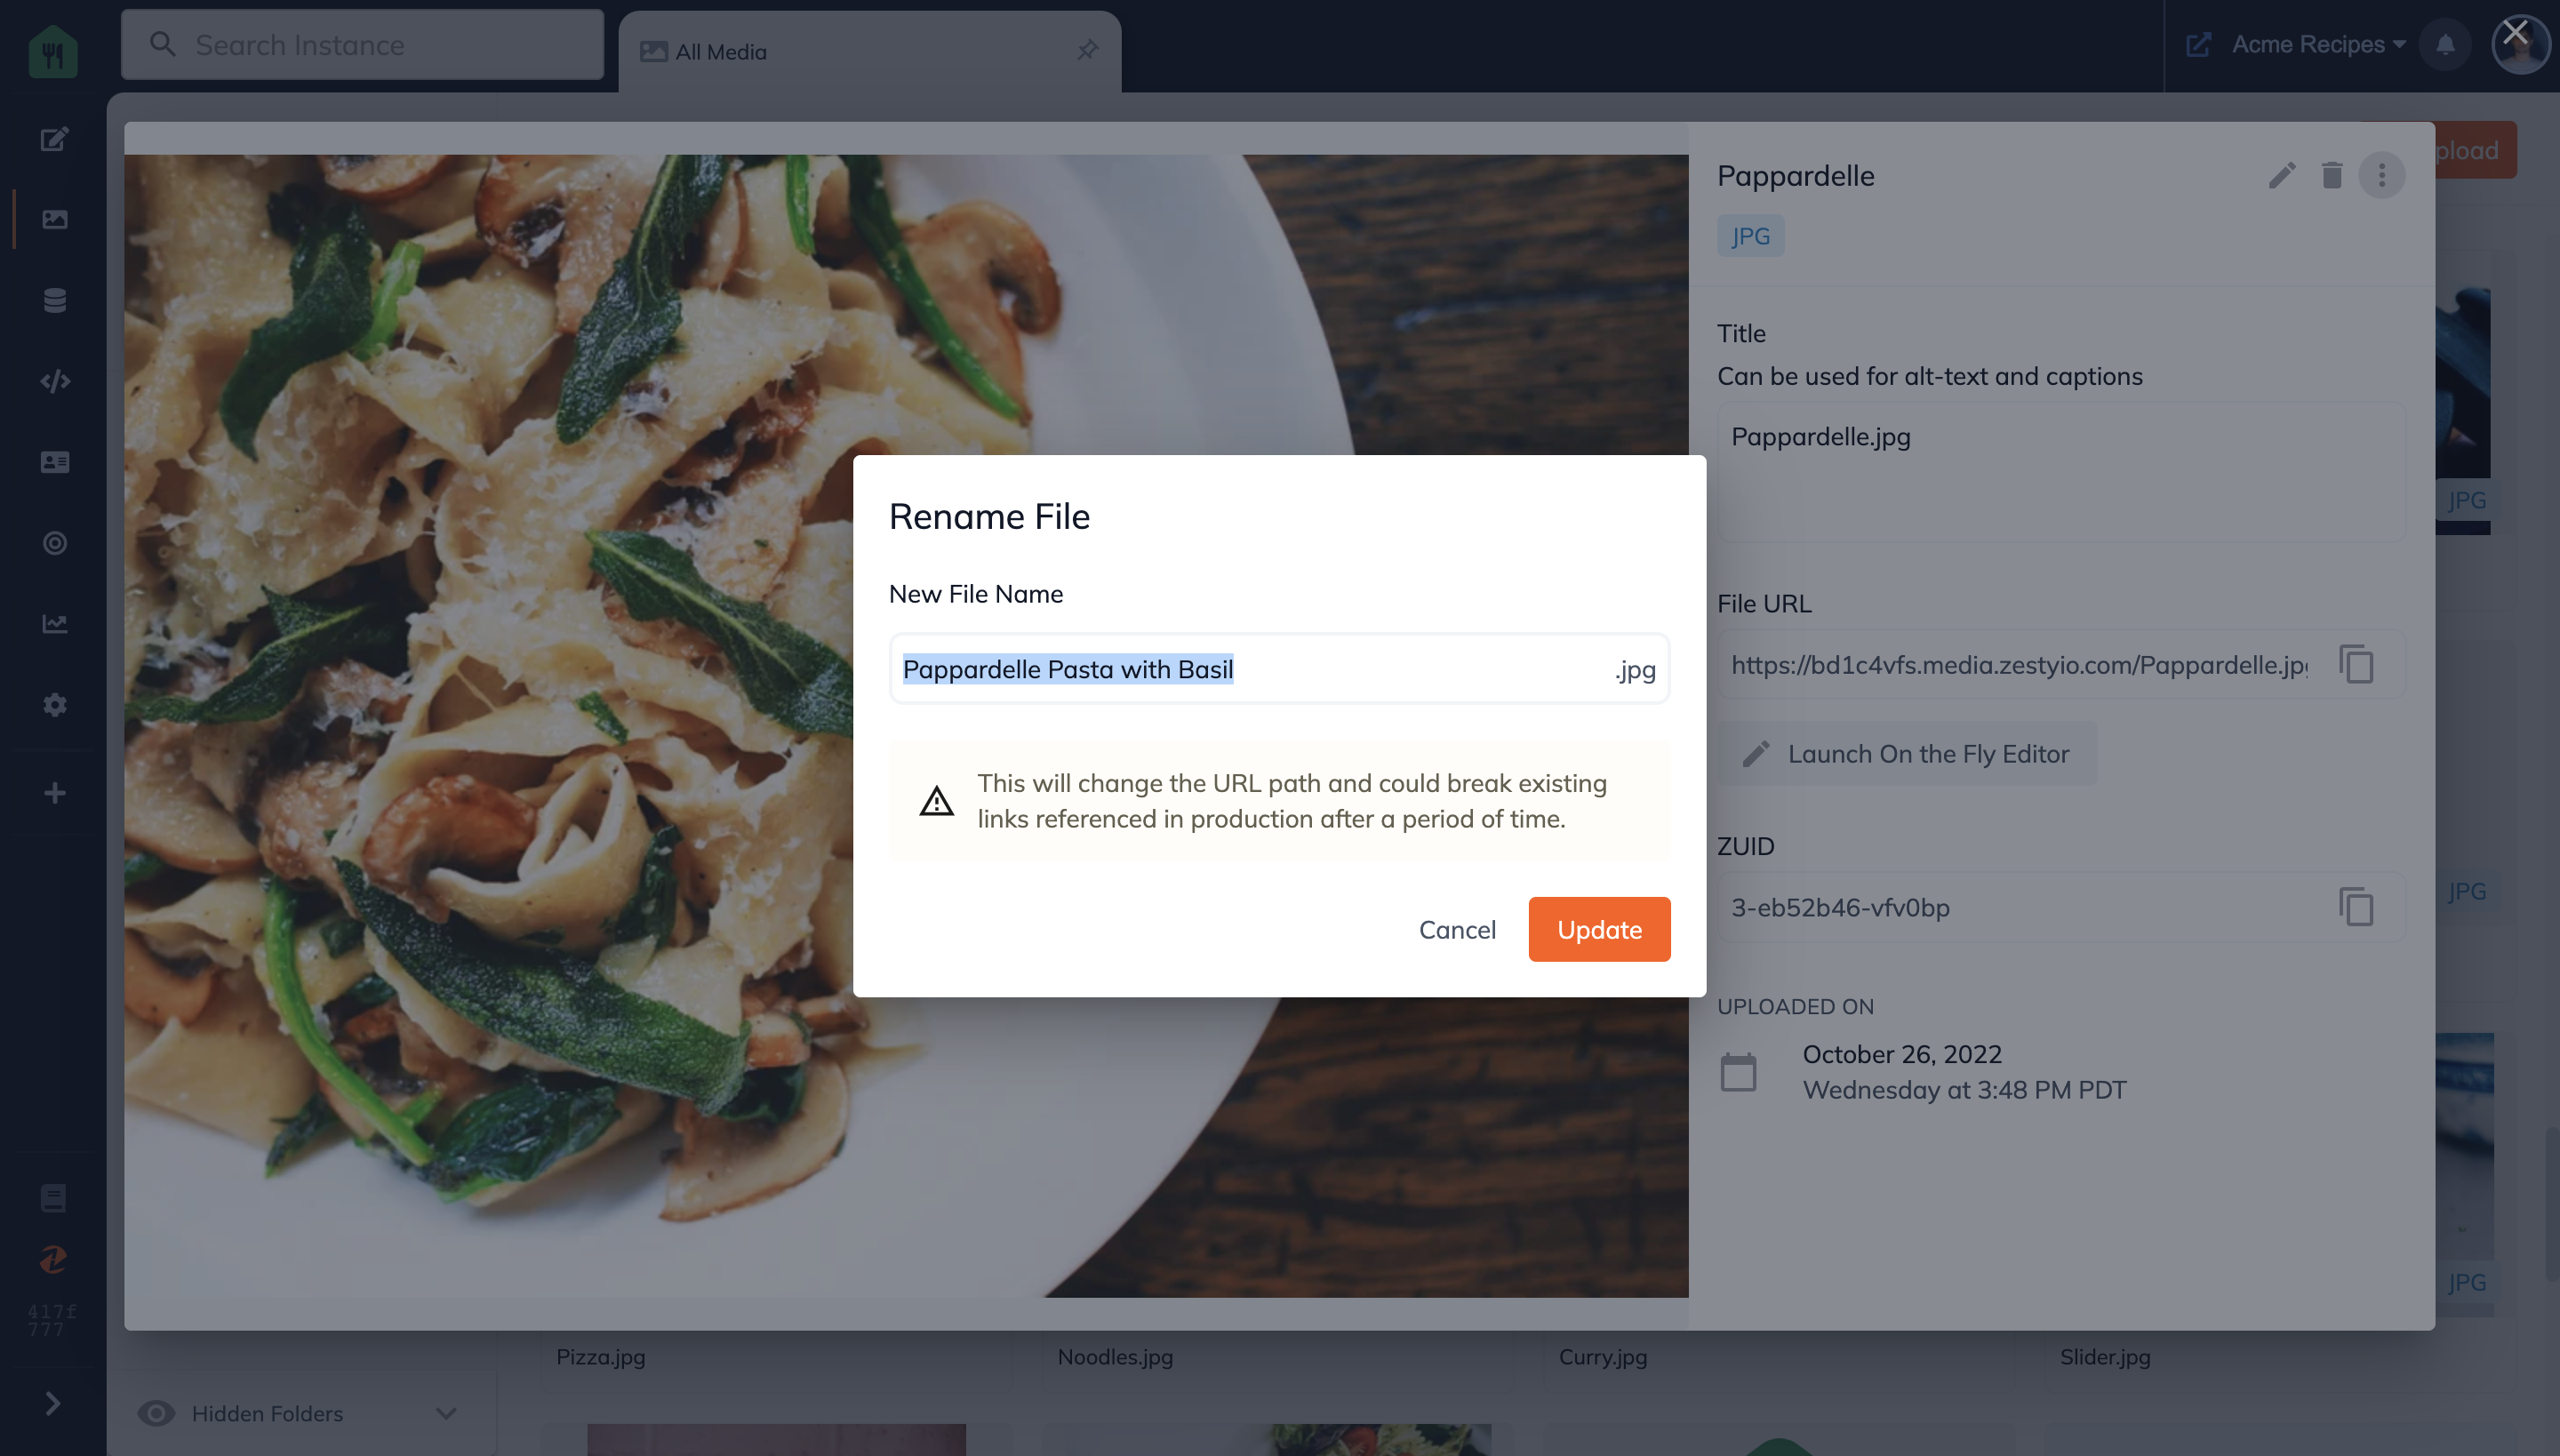 Search Instance
All Media
Acme Recipes
pload
Pappardelle
JPG
Title
Can be used for alt-text and captions
Pappardelle.jpg
JPG
Rename File
New File Name
Pappardelle Pasta with Basil
.jpg
This will change the URL path and could break existing
links referenced in production after a period of time.
Cancel
Update
File URL
https://bd1c4vfs.media.zestyio.com/Pappardelle.jp
Launch On the Fly Editor
ZUID
3-eb52b46-vfv0bp
JPG
UPLOADED ON
October 26, 2022
Wednesday at 3:48 PM PDT
JPG
417f
777
Pizza.jpg
Noodles.jpg
Curry.jpg
Slider.jpg
Hidden Folders